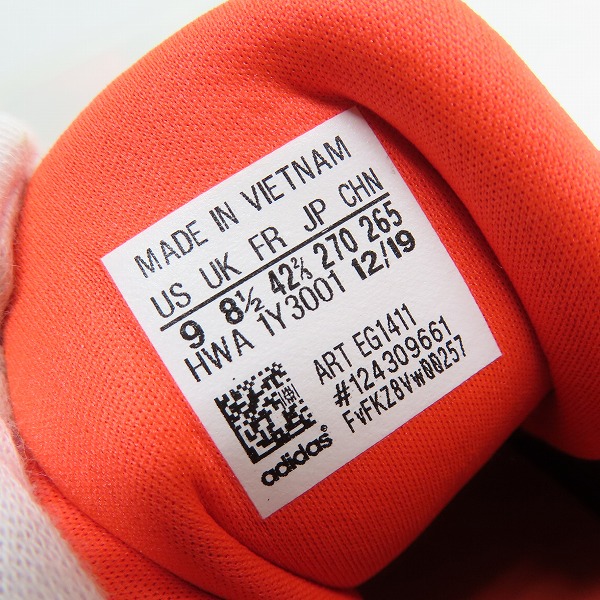 MADE IN VIETNAM
US UK FR JP CHN
9 8½ 42⅔ 270 265
HWA 1Y3001 12/19
ART EG1411
#124309661
FvFKZ8Vw00257
adidas